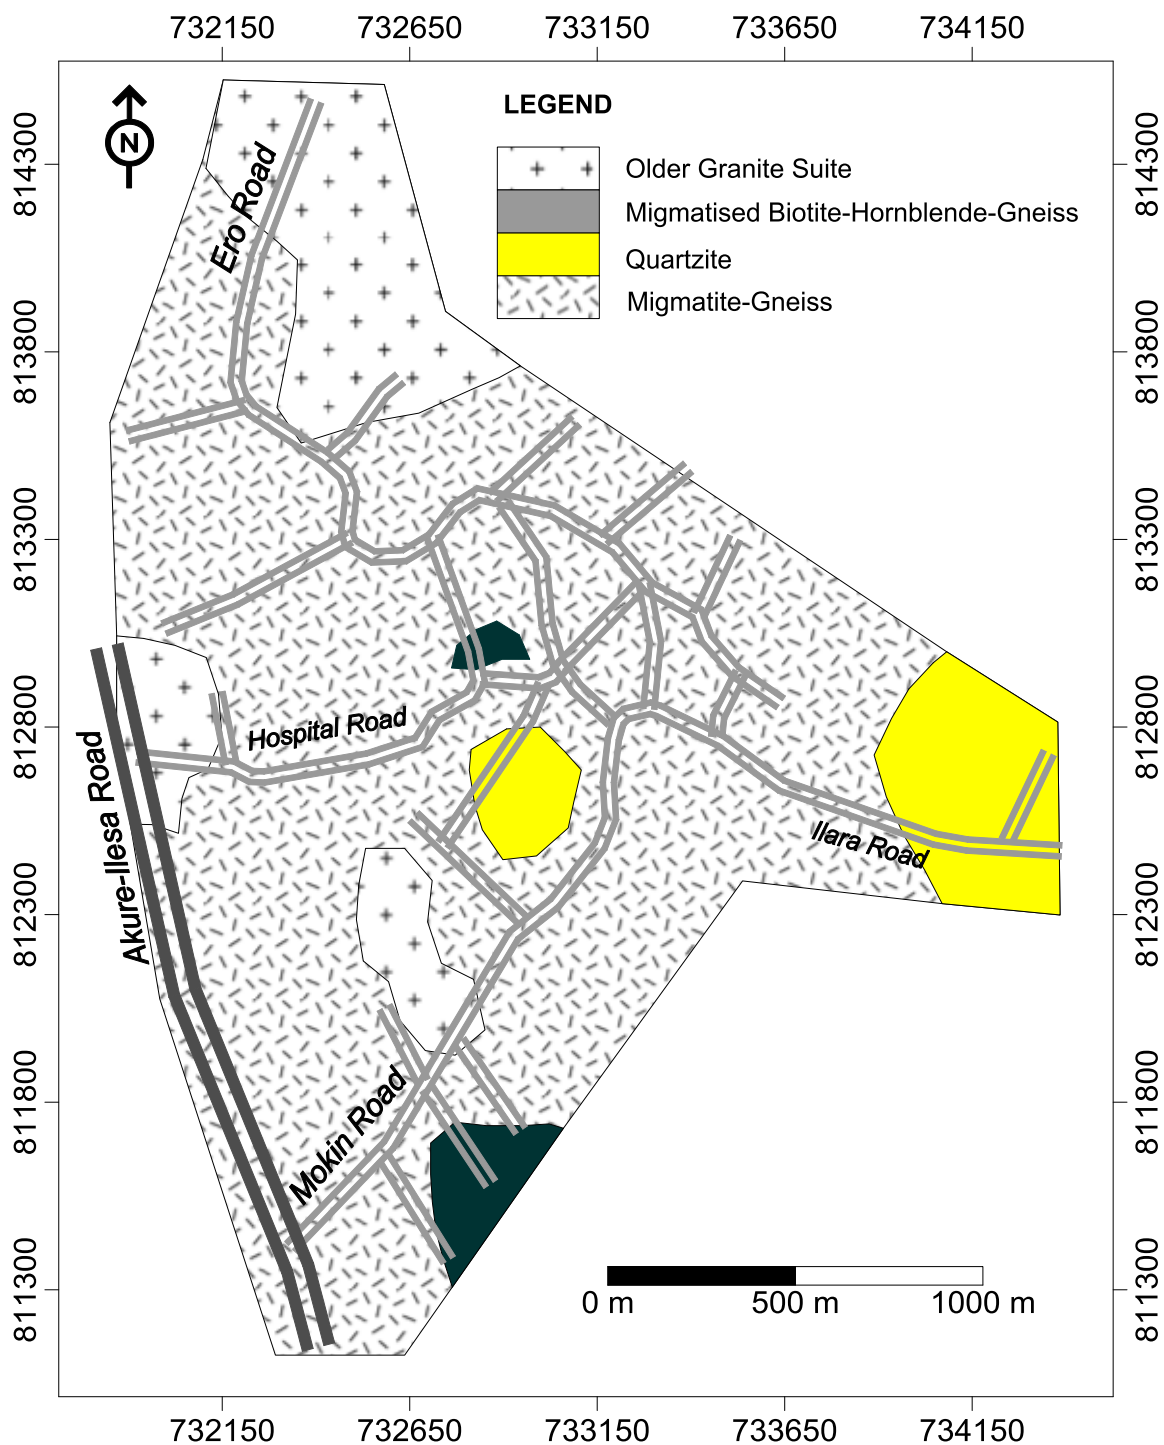 732150 732650 733150 733650 734150
N
LEGEND
Older Granite Suite
Migmatised Biotite-Hornblende-Gneiss
Quartzite
Migmatite-Gneiss
814300 814300
Ero Road
813800 813800
813300 813300
812800 812800
Hospital Road
Akure-Ilesa Road
Ilara Road
812300 812300
811800 811800
Mokin Road
811300 811300
0 m 500 m 1000 m
732150 732650 733150 733650 734150